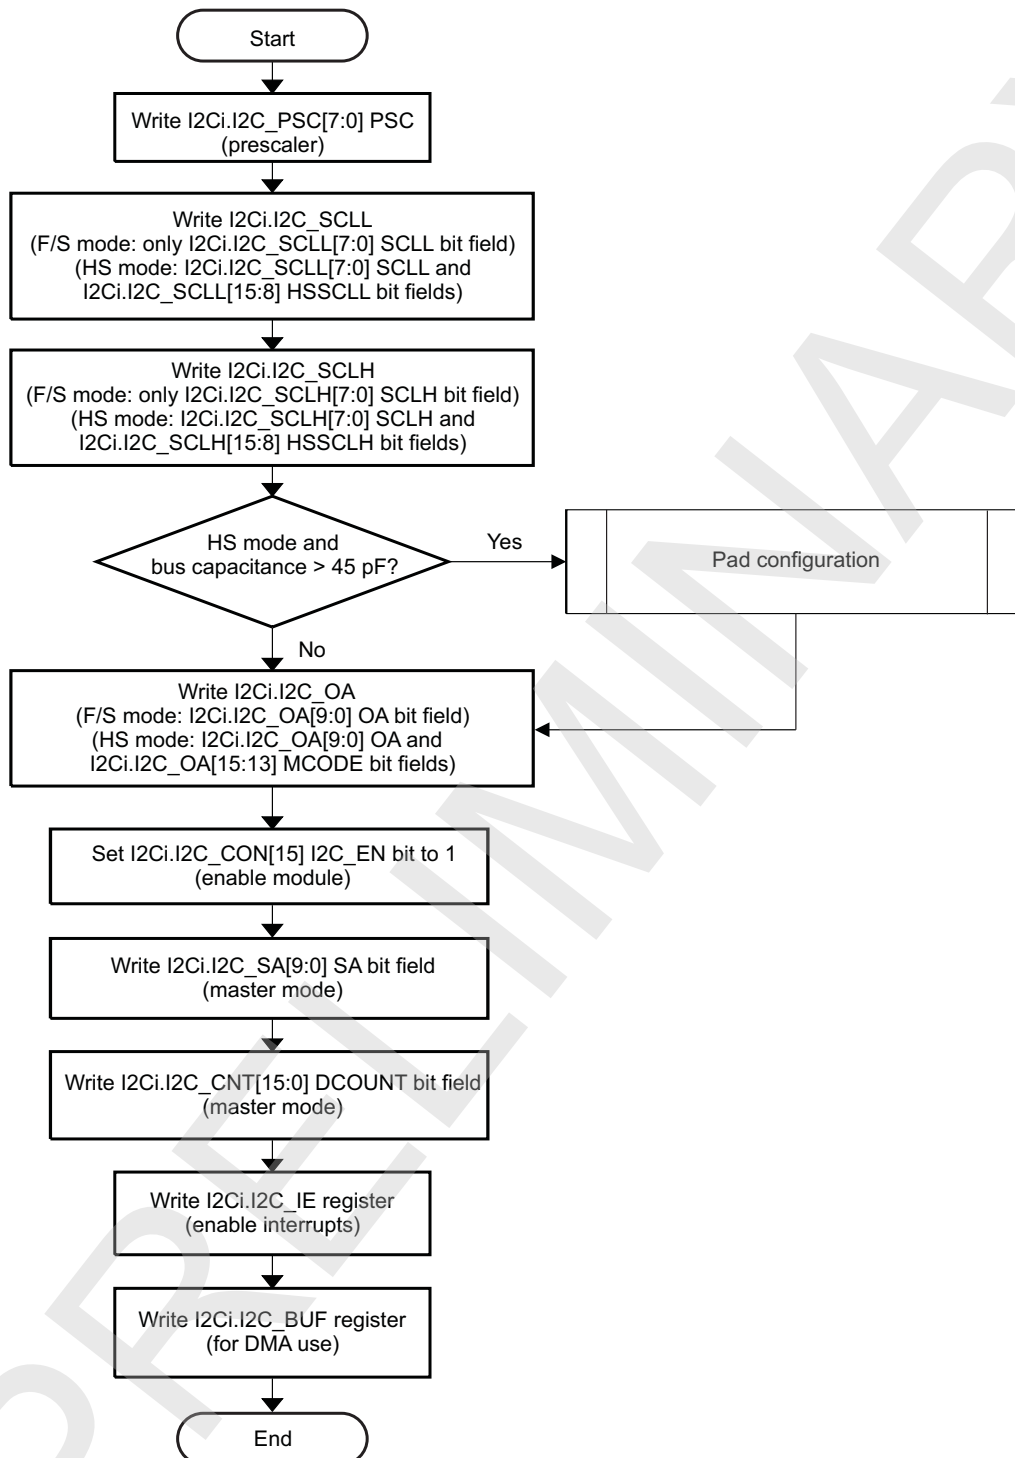 Start
Write I2Ci.I2C_PSC[7:0] PSC
(prescaler)
Write I2Ci.I2C_SCLL
(F/S mode: only I2Ci.I2C_SCLL[7:0] SCLL bit field)
(HS mode: I2Ci.I2C_SCLL[7:0] SCLL and
I2Ci.I2C_SCLL[15:8] HSSCLL bit fields)
Write I2Ci.I2C_SCLH
(F/S mode: only I2Ci.I2C_SCLH[7:0] SCLH bit field)
(HS mode: I2Ci.I2C_SCLH[7:0] SCLH and
I2Ci.I2C_SCLH[15:8] HSSCLH bit fields)
HS mode and
bus capacitance > 45 pF?
Yes
Pad configuration
No
Write I2Ci.I2C_OA
(F/S mode: I2Ci.I2C_OA[9:0] OA bit field)
(HS mode: I2Ci.I2C_OA[9:0] OA and
I2Ci.I2C_OA[15:13] MCODE bit fields)
Set I2Ci.I2C_CON[15] I2C_EN bit to 1
(enable module)
Write I2Ci.I2C_SA[9:0] SA bit field
(master mode)
Write I2Ci.I2C_CNT[15:0] DCOUNT bit field
(master mode)
Write I2Ci.I2C_IE register
(enable interrupts)
Write I2Ci.I2C_BUF register
(for DMA use)
End
PRELIMINAR